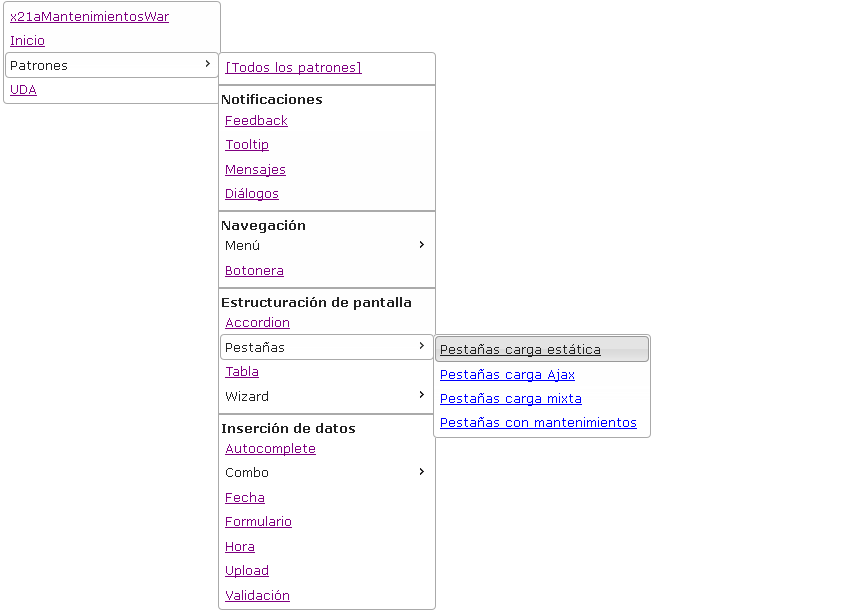 x21aMantenimientosWar
Inicio
Patrones
UDA
[Todos los patrones]
Notificaciones
Feedback
Tooltip
Mensajes
Diálogos
Navegación
Menú
Botonera
Estructuración de pantalla
Accordion
Pestañas
Tabla
Wizard
Inserción de datos
Autocomplete
Combo
Fecha
Formulario
Hora
Upload
Validación
Pestañas carga estática
Pestañas carga Ajax
Pestañas carga mixta
Pestañas con mantenimientos